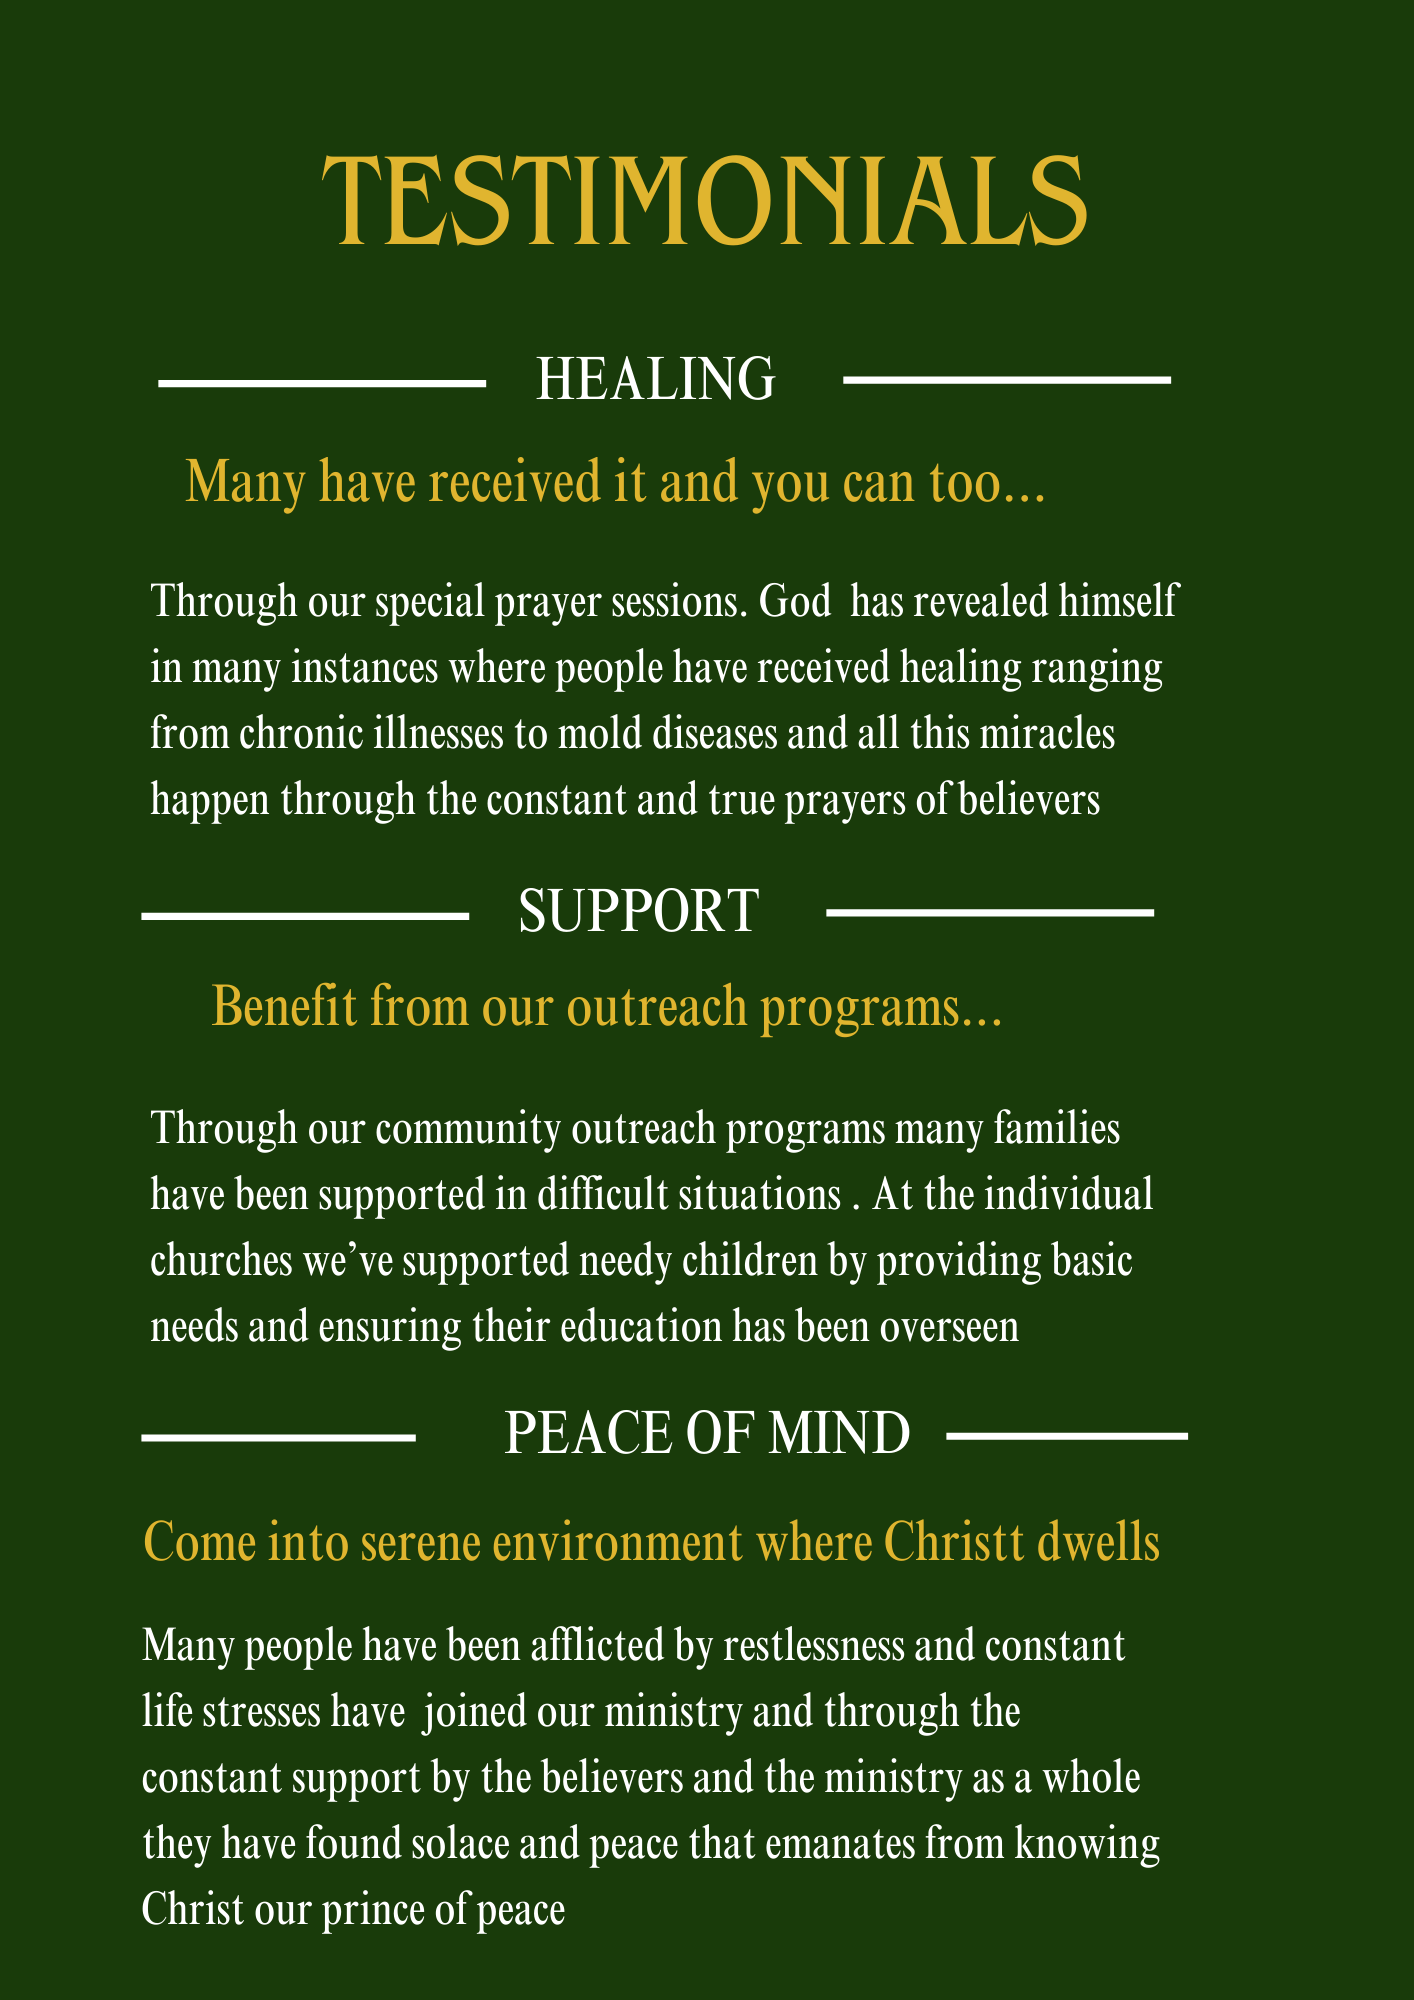 TESTIMONIALS
HEALING
Many have received it and you can too...
Through our special prayer sessions. God  has revealed himself
in many instances where people have received healing ranging
from chronic illnesses to mold diseases and all this miracles
happen through the constant and true prayers of believers
SUPPORT
Benefit from our outreach programs...
Through our community outreach programs many families
have been supported in difficult situations . At the individual
churches we’ve supported needy children by providing basic
needs and ensuring their education has been overseen
PEACE OF MIND
Come into serene environment where Christt dwells
Many people have been afflicted by restlessness and constant
life stresses have  joined our ministry and through the
constant support by the believers and the ministry as a whole
they have found solace and peace that emanates from knowing
Christ our prince of peace